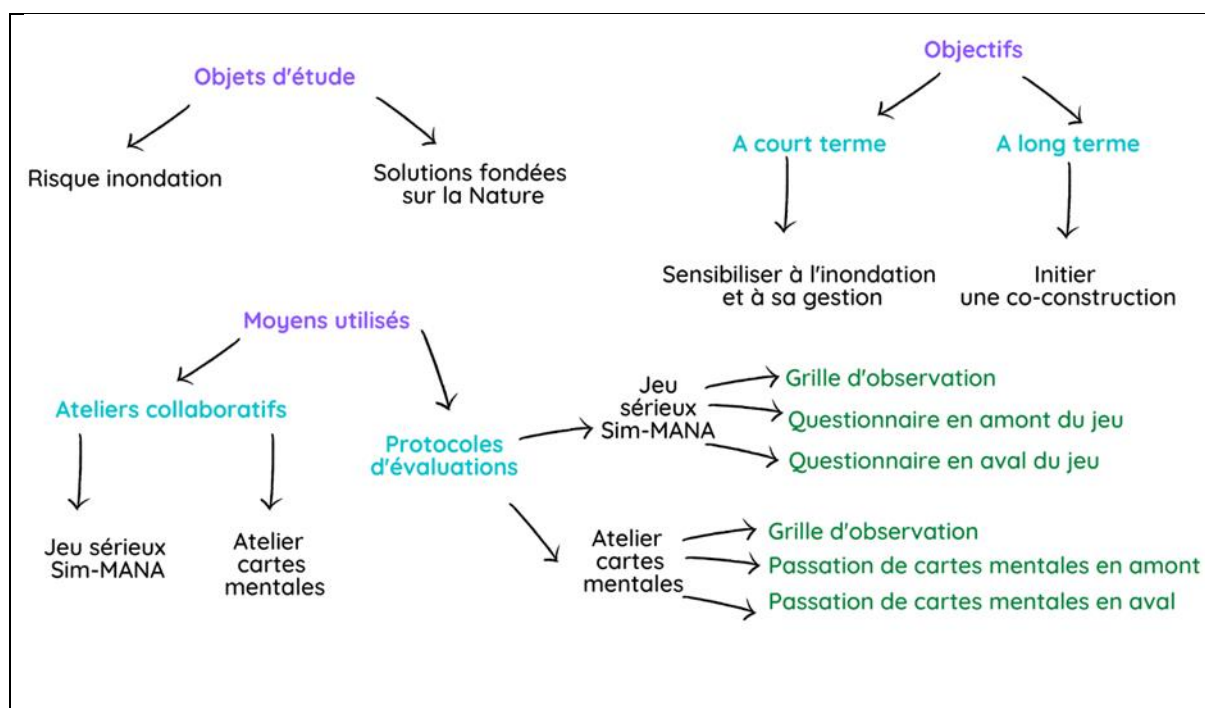 Objets d'étude
Risque inondation
Solutions fondées
sur la Nature
Objectifs
A court terme
A long terme
Sensibiliser à l'inondation
et à sa gestion
Initier
une co-construction
Moyens utilisés
Ateliers collaboratifs
Jeu sérieux
Sim-MANA
Atelier
cartes
mentales
Protocoles
d'évaluations
Jeu
sérieux
Sim-MANA
Grille d'observation
Questionnaire en amont du jeu
Questionnaire en aval du jeu
Atelier
cartes
mentales
Grille d'observation
Passation de cartes mentales en amont
Passation de cartes mentales en aval